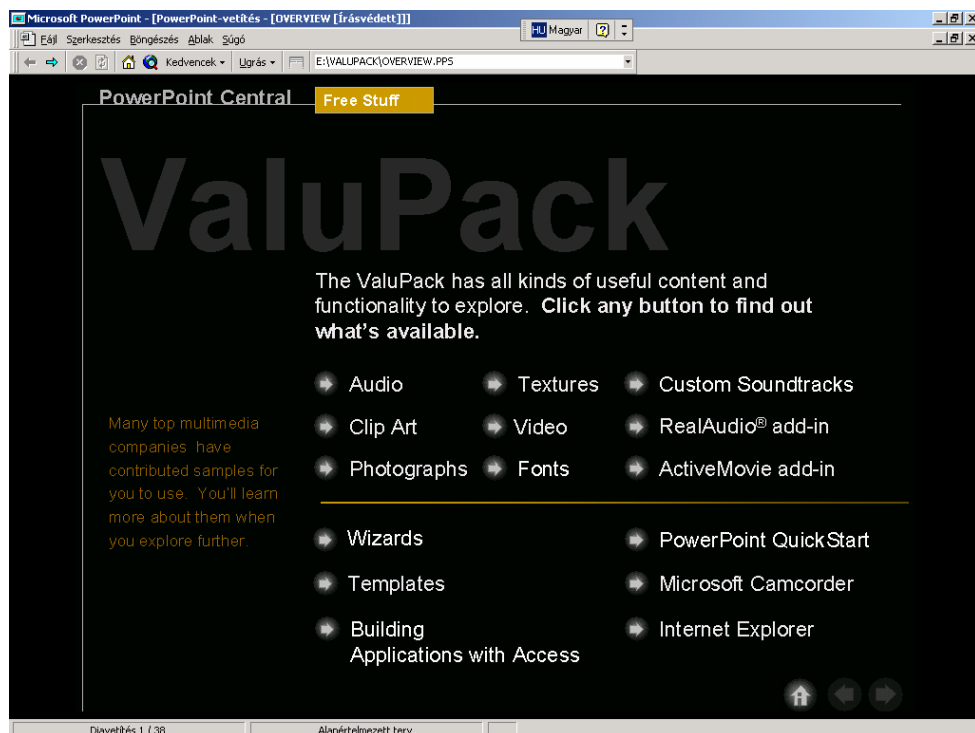 Microsoft PowerPoint - [PowerPoint-vetítés - [OVERVIEW [Írásvédett]]]
HU Magyar
Fájl Szerkesztés Böngészés Ablak Súgó
Kedvencek Ugrás E:\VALUPACK\OVERVIEW.PPS
PowerPoint Central Free Stuff
ValuPack
The ValuPack has all kinds of useful content and
functionality to explore. Click any button to find out
what's available.
Many top multimedia
companies have
contributed samples for
you to use. You'll learn
more about them when
you explore further.
Audio Textures Custom Soundtracks
Clip Art Video RealAudio® add-in
Photographs Fonts ActiveMovie add-in
Wizards PowerPoint QuickStart
Templates Microsoft Camcorder
Building Internet Explorer
Applications with Access
Diavetítés 1 / 38 Alapértelmezett terv